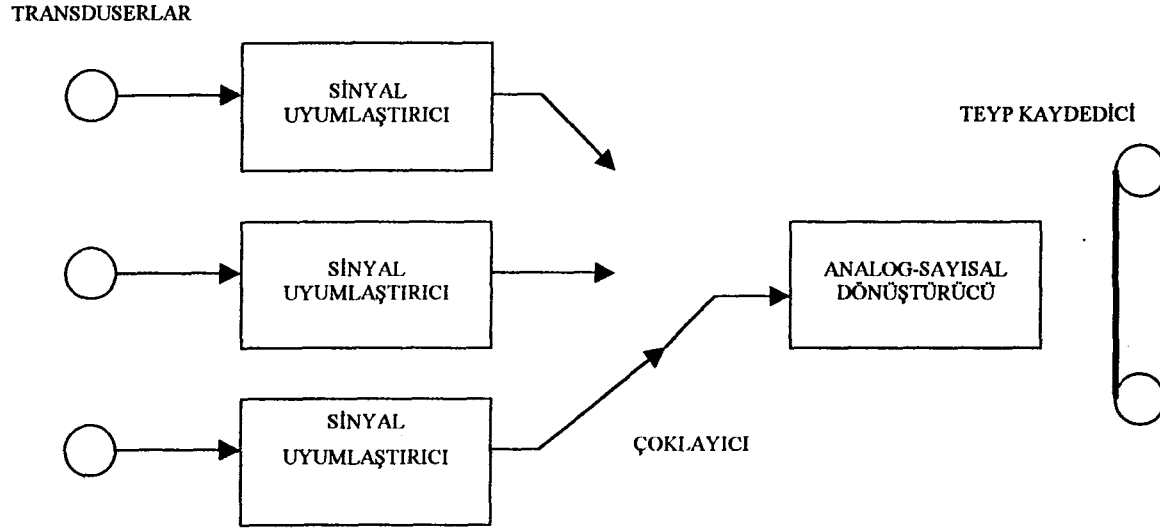 TRANSDUSERLAR
SİNYAL
UYUMLAŞTIRICI
TEYP KAYDEDİCİ
SİNYAL
UYUMLAŞTIRICI
ANALOG-SAYISAL
DÖNÜŞTÜRÜCÜ
SİNYAL
UYUMLAŞTIRICI
ÇOKLAYICI